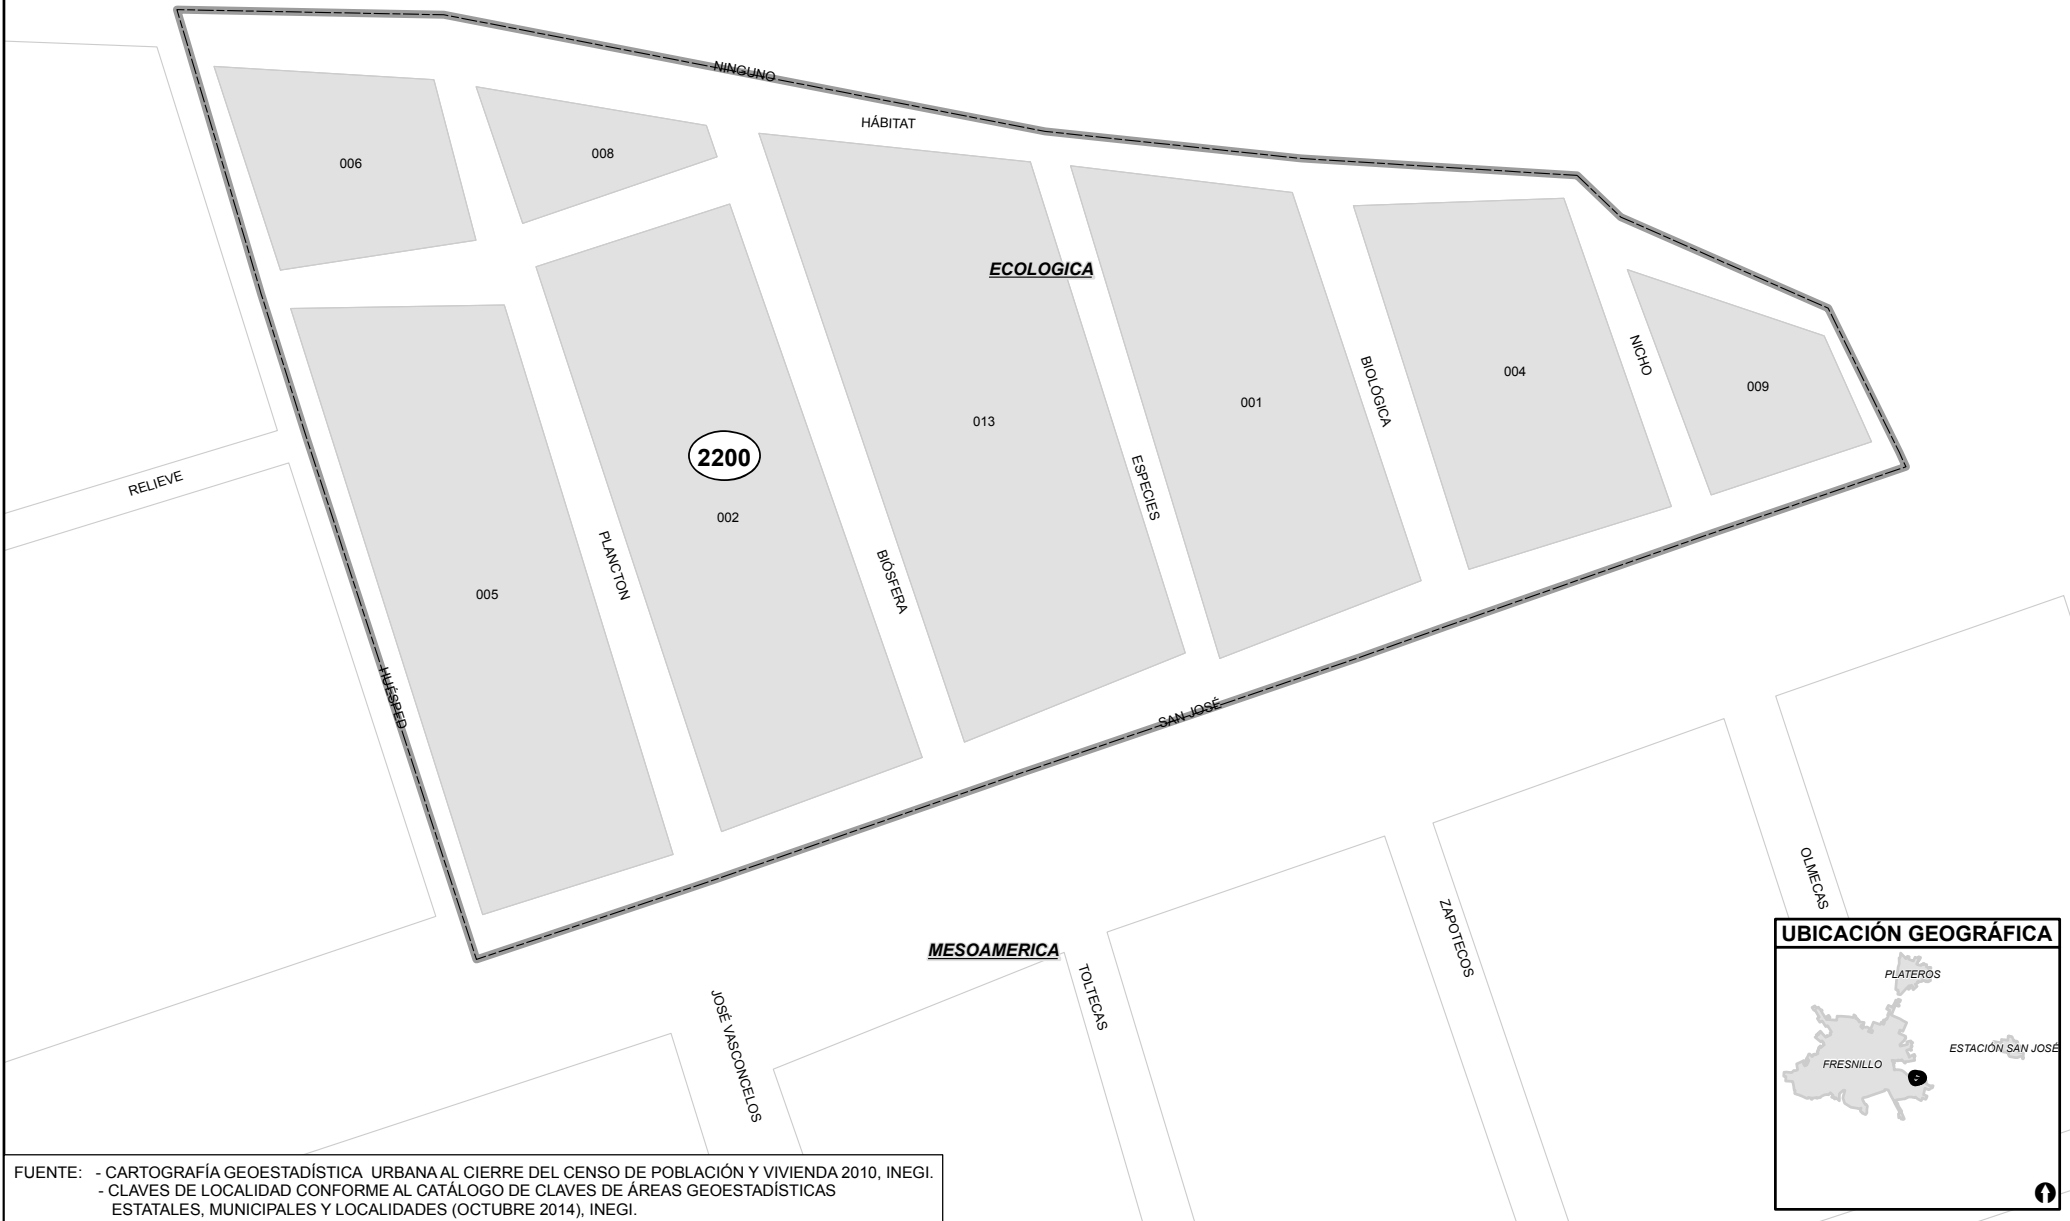 NINGUNO
HÁBITAT
006
008
ECOLOGICA
NICHO
BIOLÓGICA
004
009
001
013
2200
ESPECIES
RELIEVE
002
PLANCTON
BIÓSFERA
005
HUÉSPED
SAN JOSÉ
OLMECAS
ZAPOTECOS
MESOAMERICA
TOLTECAS
JOSÉ VASCONCELOS
UBICACIÓN GEOGRÁFICA
PLATEROS
ESTACIÓN SAN JOSÉ
FRESNILLO
FUENTE: - CARTOGRAFÍA GEOESTADÍSTICA URBANA AL CIERRE DEL CENSO DE POBLACIÓN Y VIVIENDA 2010, INEGI.
- CLAVES DE LOCALIDAD CONFORME AL CATÁLOGO DE CLAVES DE ÁREAS GEOESTADÍSTICAS
ESTATALES, MUNICIPALES Y LOCALIDADES (OCTUBRE 2014), INEGI.